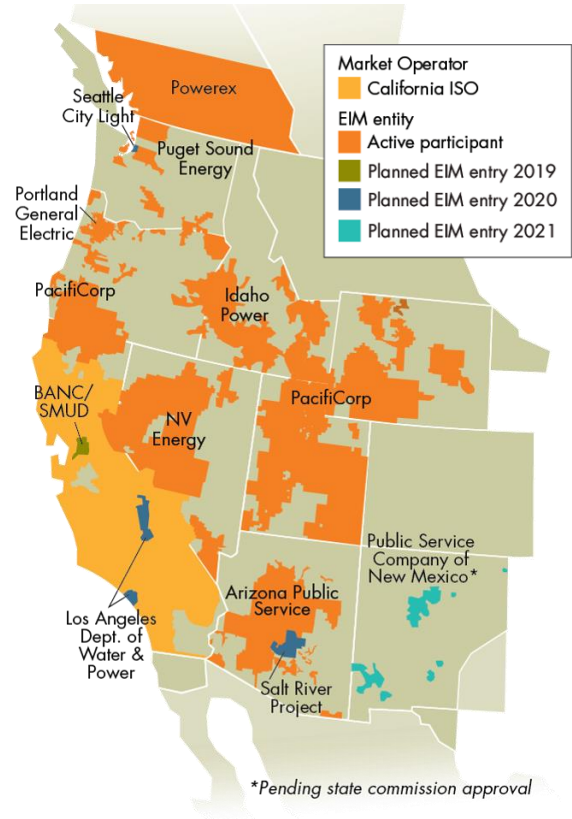 Market Operator
California ISO
EIM entity
Active participant
Planned EIM entry 2019
Planned EIM entry 2020
Planned EIM entry 2021
Powerex
Seattle
City Light
Puget Sound
Energy
Portland
General
Electric
PacifiCorp
Idaho
Power
PacifiCorp
BANC/
SMUD
NV
Energy
Public Service
Company of
New Mexico*
Arizona Public
Service
Los Angeles
Dept. of
Water &
Power
Salt River
Project
*Pending state commission approval